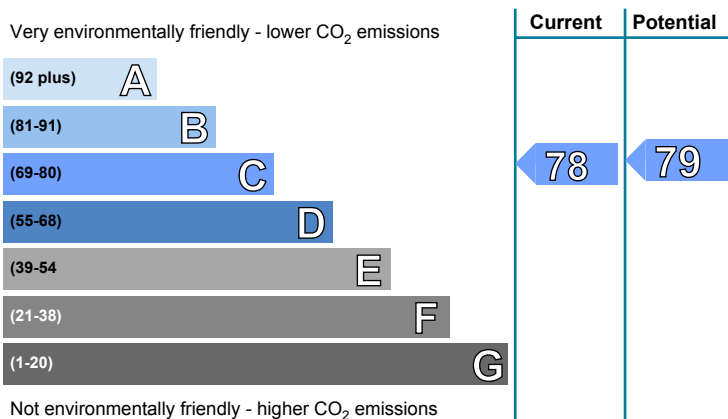 Current Potential
Very environmentally friendly - lower CO2 emissions
(92 plus) A
(81-91) B
(69-80) C 78 79
(55-68) D
(39-54 E
(21-38) F
(1-20) G
Not environmentally friendly - higher CO2 emissions